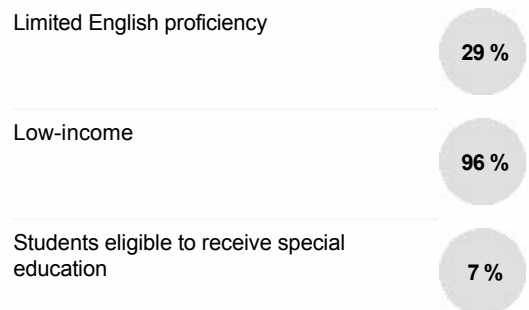 Limited English proficiency
29 %
Low-income
96 %
Students eligible to receive special
education
7 %